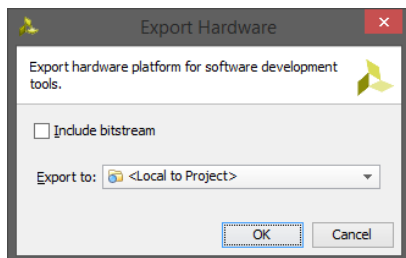 Export Hardware
Export hardware platform for software development
tools.
Include bitstream
Export to: <Local to Project>
OK Cancel